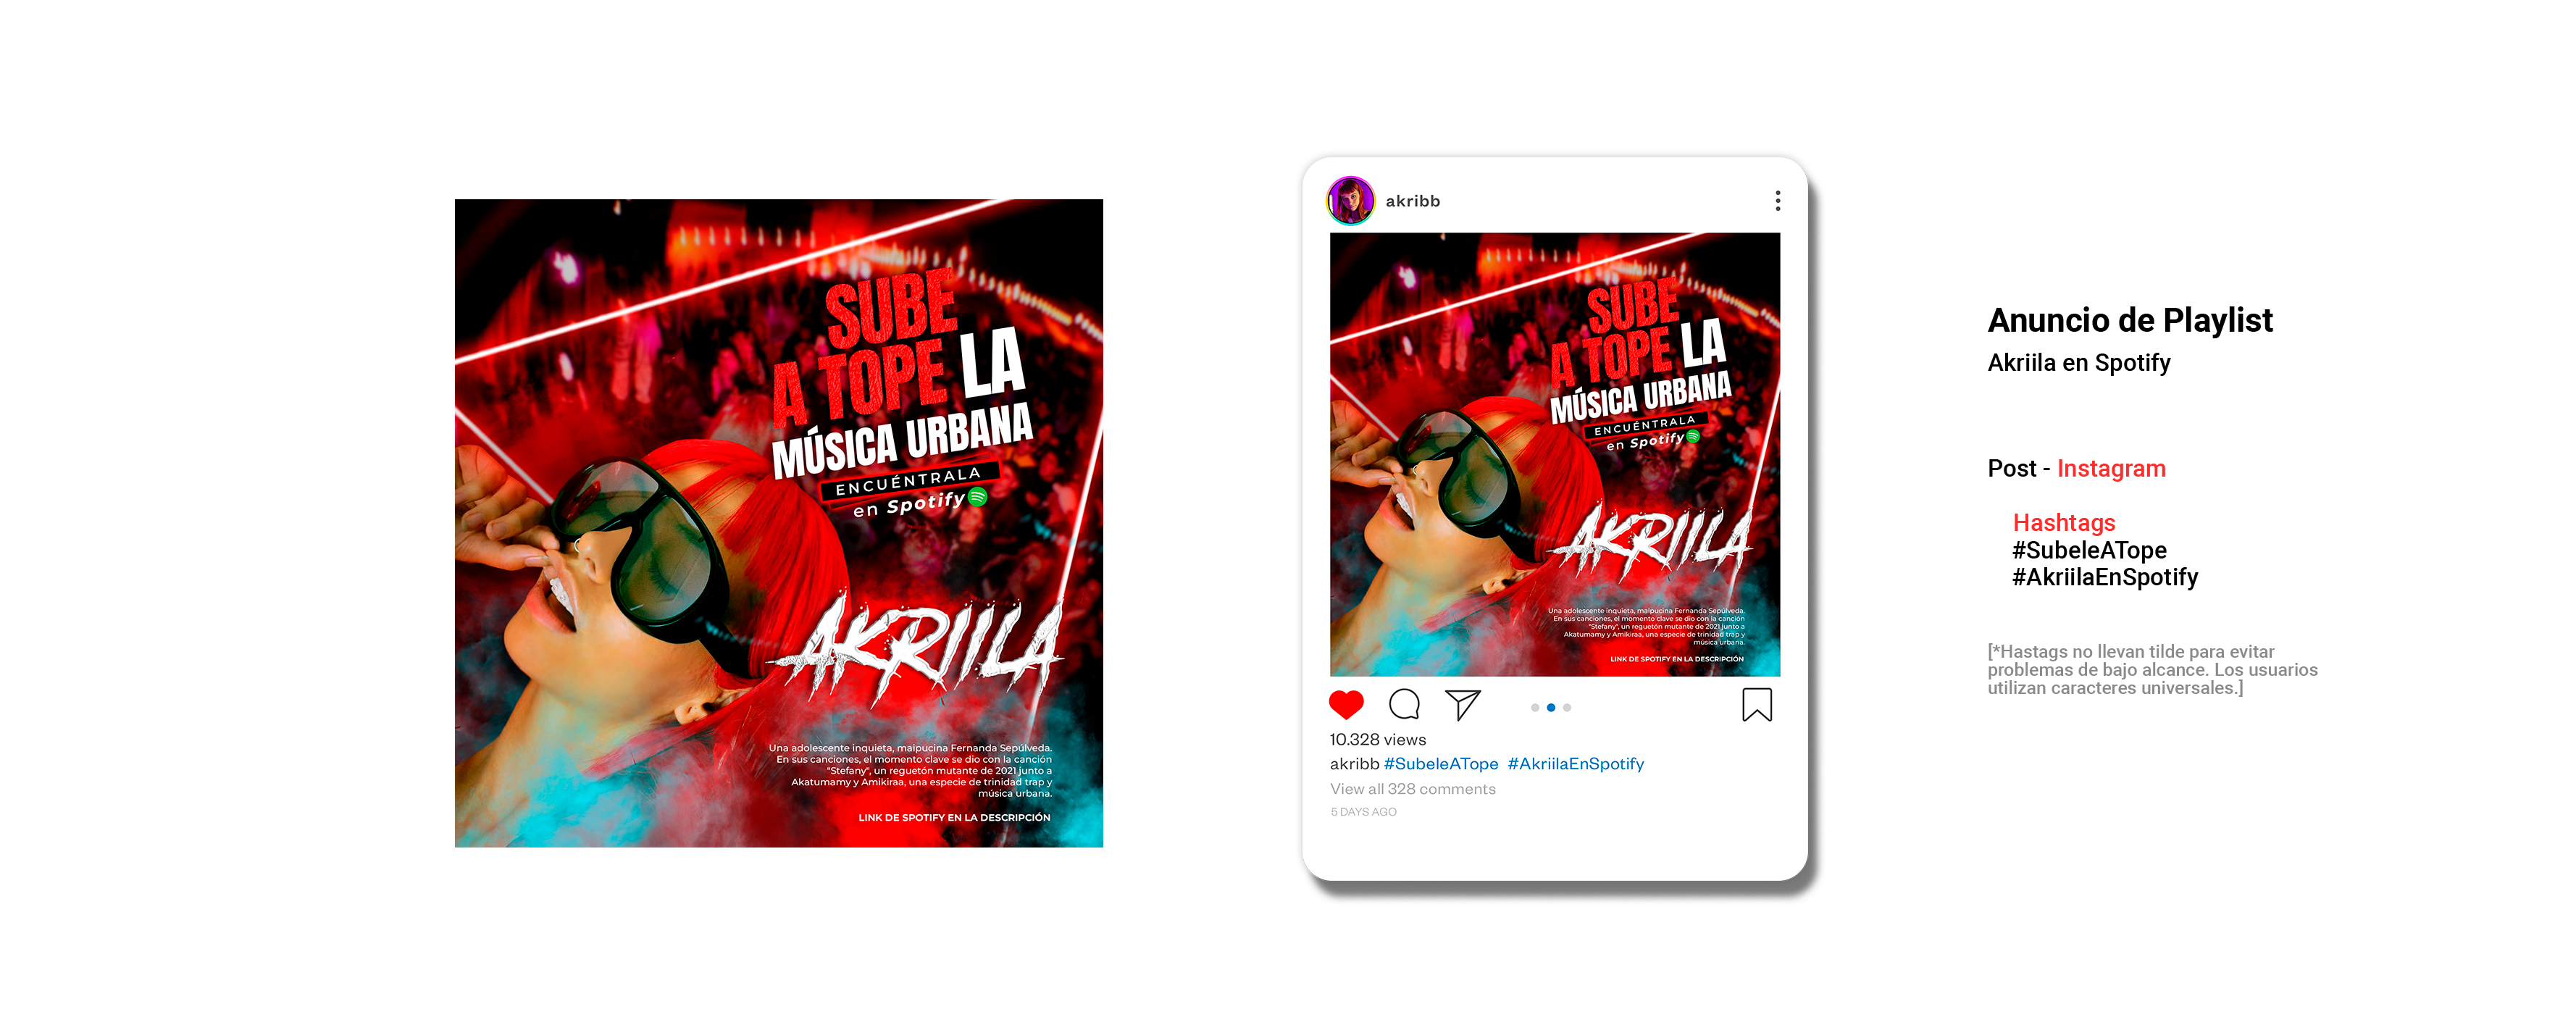 SUBE
A TOPE LA
MÚSICA URBANA
ENCUÉNTRALA
en Spotify
AKRIILA
Una adolescente inquieta, maipucina Fernanda Sepúlveda.
En sus canciones, el momento clave se dio con la canción
"Stefany", un reguetón mutante de 2021 junto a
Akatumamy y Amikiraa, una especie de trinidad trap y
música urbana.
LINK DE SPOTIFY EN LA DESCRIPCIÓN
akribb
SUBE
A TOPE LA
MÚSICA URBANA
ENCUÉNTRALA
en Spotify
AKRIILA
Una adolescente inquieta, maipucina Fernanda Sepúlveda.
En sus canciones, el momento clave se dio con la canción
"Stefany", un reguetón mutante de 2021 junto a
Akatumamy y Amikiraa, una especie de trinidad trap y
música urbana.
LINK DE SPOTIFY EN LA DESCRIPCIÓN
10.328 views
akribb #SubeleATope #AkriilaEnSpotify
View all 328 comments
5 DAYS AGO
Anuncio de Playlist
Akriila en Spotify
Post - Instagram
Hashtags
#SubeleATope
#AkriilaEnSpotify
[*Hastags no llevan tilde para evitar
problemas de bajo alcance. Los usuarios
utilizan caracteres universales.]